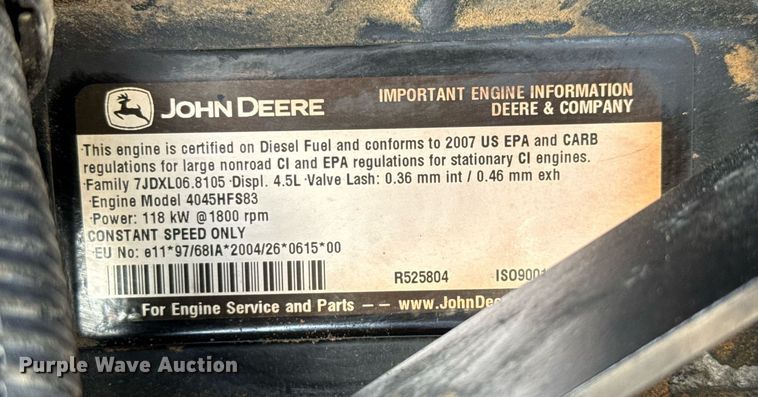 JOHN DEERE
IMPORTANT ENGINE INFORMATION
DEERE & COMPANY
·This engine is certified on Diesel Fuel and conforms to 2007 US EPA and CARB
regulations for large nonroad CI and EPA regulations for stationary CI engines.
·Family 7JDXL06.8105 ·Displ. 4.5L ·Valve Lash: 0.36 mm int / 0.46 mm exh
·Engine Model 4045HFS83
·Power: 118 kW @1800 rpm
CONSTANT SPEED ONLY
·EU No: e11*97/68IA*2004/26*0615*00
R525804 ISO9001
For Engine Service and Parts –– www.JohnDee
Purple Wave Auction